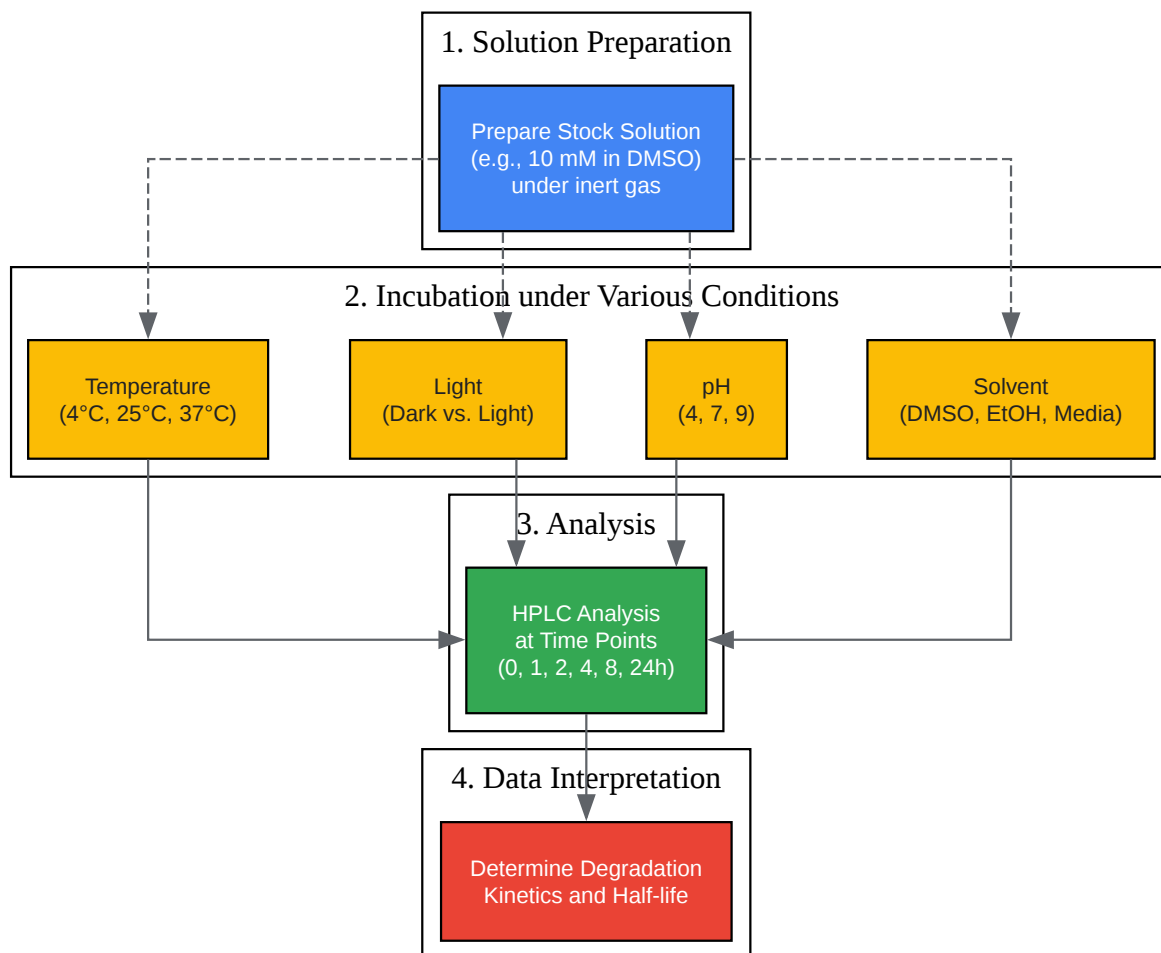 1. Solution Preparation
Prepare Stock Solution
(e.g., 10 mM in DMSO)
under inert gas
2. Incubation under Various Conditions
Temperature
(4°C, 25°C, 37°C)
Light
(Dark vs. Light)
pH
(4, 7, 9)
Solvent
(DMSO, EtOH, Media)
3. Analysis
HPLC Analysis
at Time Points
(0, 1, 2, 4, 8, 24h)
4. Data Interpretation
Determine Degradation
Kinetics and Half-life